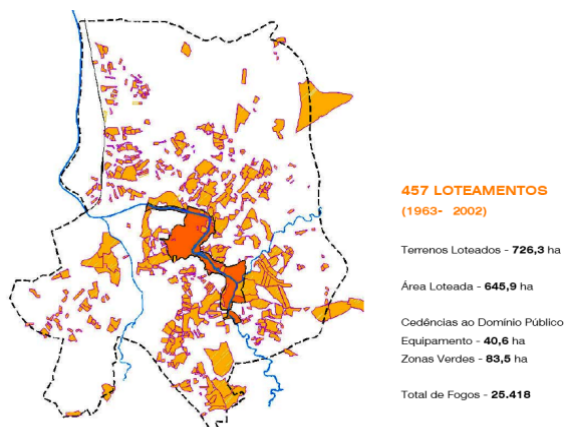 457 LOTEAMENTOS
(1963- 2002)
Terrenos Loteados - 726,3 ha
Área Loteada - 645,9 ha
Cedências ao Domínio Público
Equipamento - 40,6 ha
Zonas Verdes - 83,5 ha
Total de Fogos - 25.418